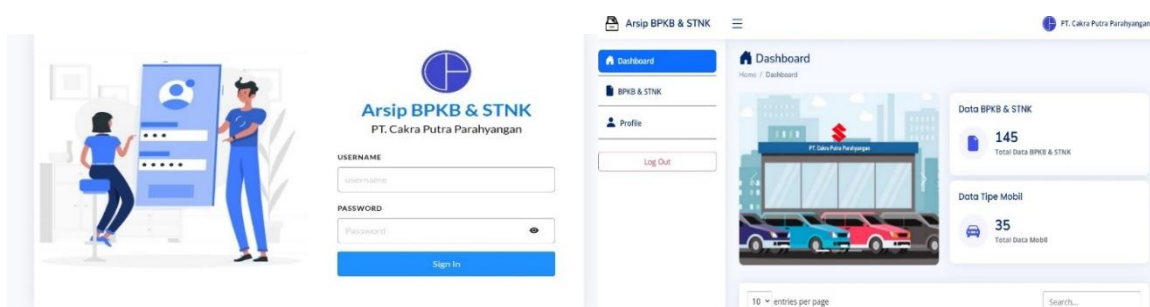 Arsip BPKB & STNK
PT. Cakra Putra Parahyangan
USERNAME
username
PASSWORD
Password
Sign In
Arsip BPKB & STNK
PT. Cakra Putra Parahyangan
Dashboard
BPKB & STNK
Profile
Log Out
Dashboard
Home / Dashboard
PT. Cakra Putra Parahyangan
Data BPKB & STNK
145
Total Data BPKB & STNK
Data Tipe Mobil
35
Total Data Mobil
10 entries per page
Search...